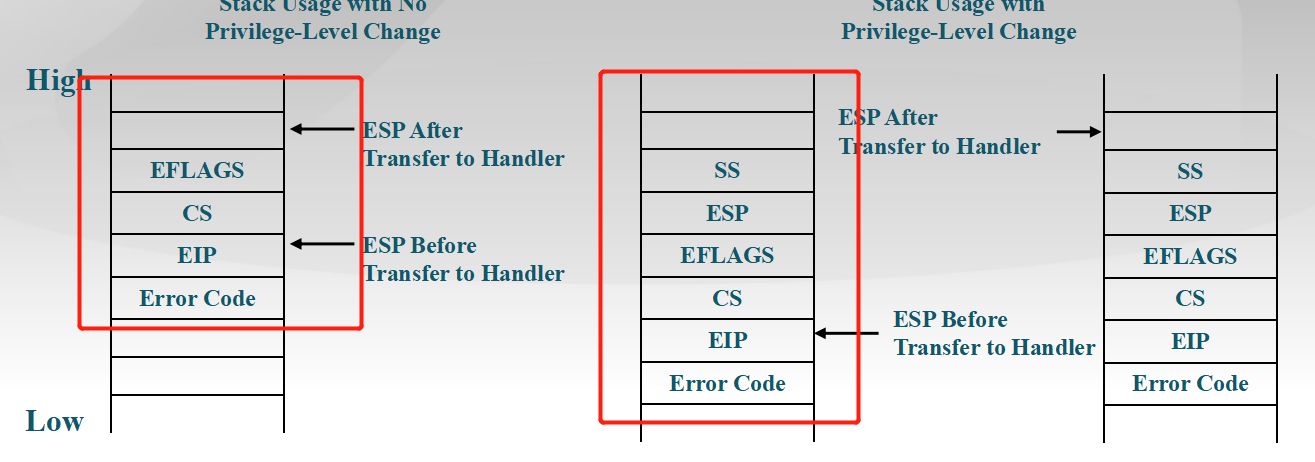 Stack Usage with No
Privilege-Level Change
Stack Usage with
Privilege-Level Change
High
ESP After
Transfer to Handler
EFLAGS
CS
EIP
Error Code
ESP Before
Transfer to Handler
Low
SS
ESP
EFLAGS
CS
EIP
Error Code
ESP After
Transfer to Handler
ESP Before
Transfer to Handler
SS
ESP
EFLAGS
CS
EIP
Error Code